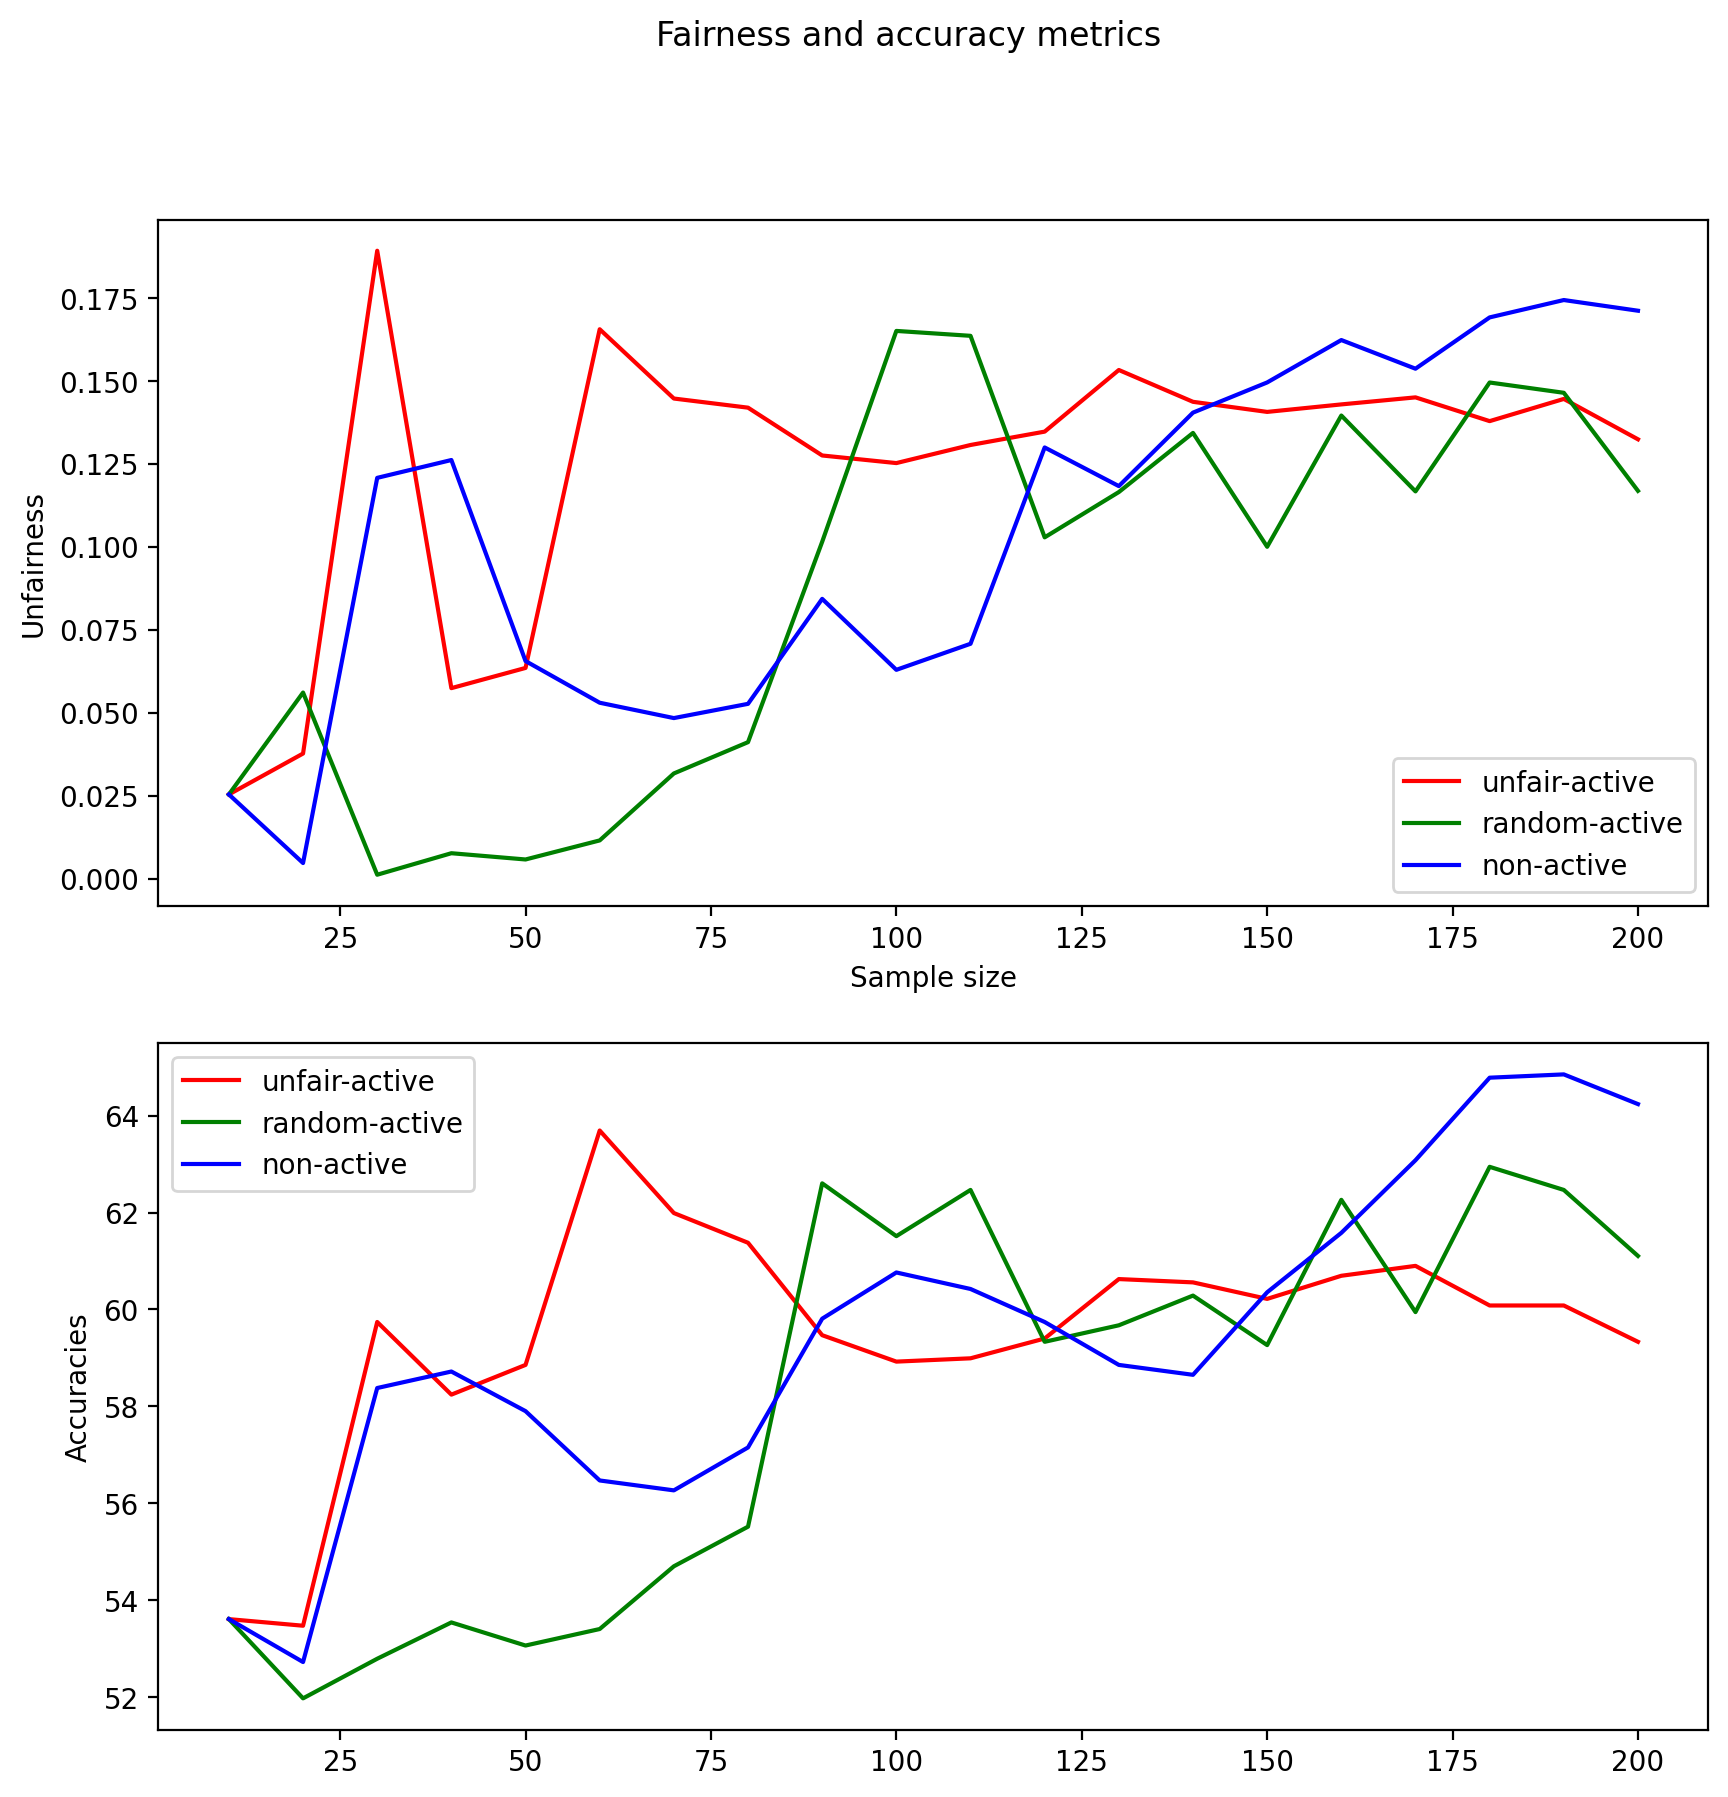 Fairness and accuracy metrics
Unfairness
0.175
0.150
0.125
0.100
0.075
0.050
0.025
0.000
unfair-active
random-active
non-active
25 50 75 100 125 150 175 200
Sample size
Accuracies
64
62
60
58
56
54
52
unfair-active
random-active
non-active
25 50 75 100 125 150 175 200